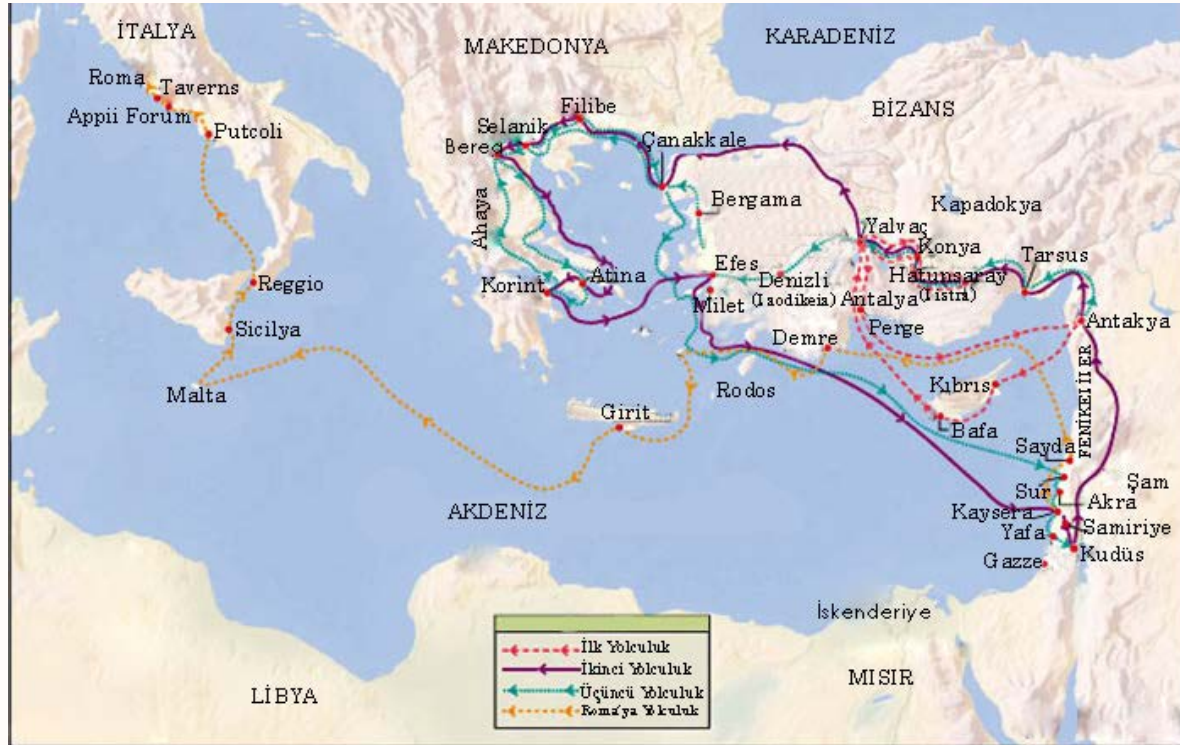 İTALYA
MAKEDONYA
KARADENİZ
Roma
Taverns
Appii Forum
Putcoli
Filibe
BİZANS
Selanik
Berea
Çanakkale
Ahaya
Bergama
Kapadokya
Yalvaç
Konya
Efes
Denizli
(Laodikeia)
Hatunsaray
(Listra)
Tarsus
Reggio
Korint
Atina
Milet
Antalya
Perge
Antakya
Sicilya
Demre
Malta
Rodos
Kıbrıs
FENİKELİLER
Girit
Bafa
Sayda
Şam
AKDENİZ
Sur
Akra
Kaysera
Samiriye
Yafa
Kudüs
Gazze
İskenderiye
LİBYA
MISIR
İlk Yolculuk
İkinci Yolculuk
Üçüncü Yolculuk
Roma'ya Yolculuk